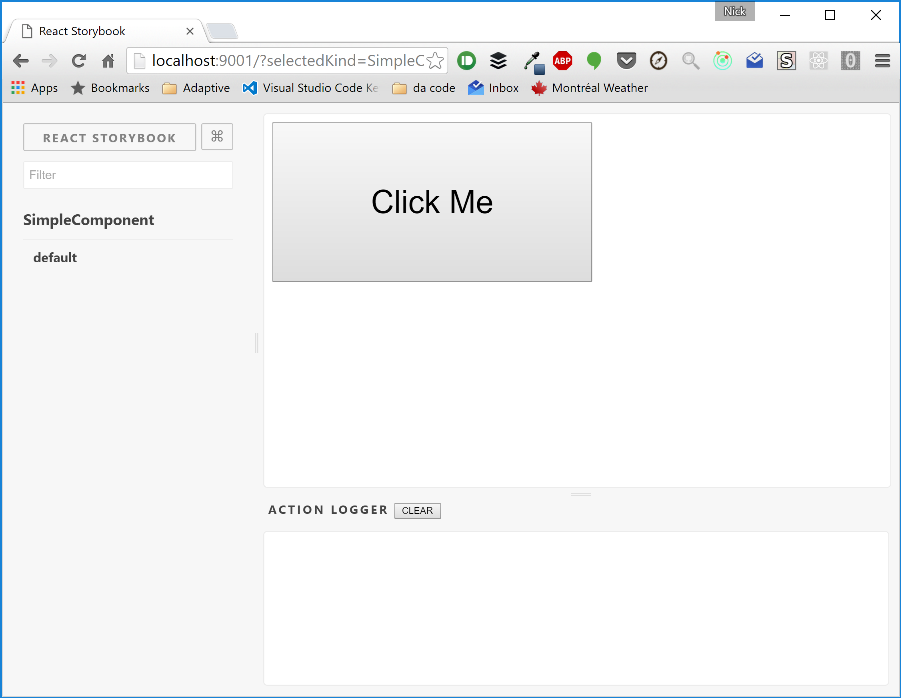 Nick
React Storybook
localhost:9001/?selectedKind=SimpleC
ABP
S
0
Apps Bookmarks Adaptive Visual Studio Code Ke da code Inbox Montréal Weather
REACT STORYBOOK ⌘
Filter
SimpleComponent
default
Click Me
ACTION LOGGER CLEAR